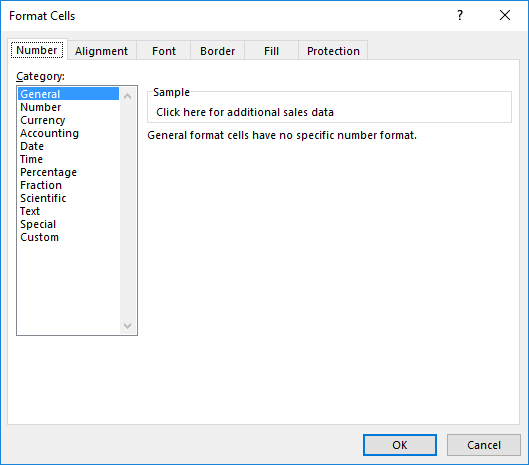 Format Cells
?
Number Alignment Font Border Fill Protection
Category:
General
Number
Currency
Accounting
Date
Time
Percentage
Fraction
Scientific
Text
Special
Custom
Sample
Click here for additional sales data
General format cells have no specific number format.
OK Cancel